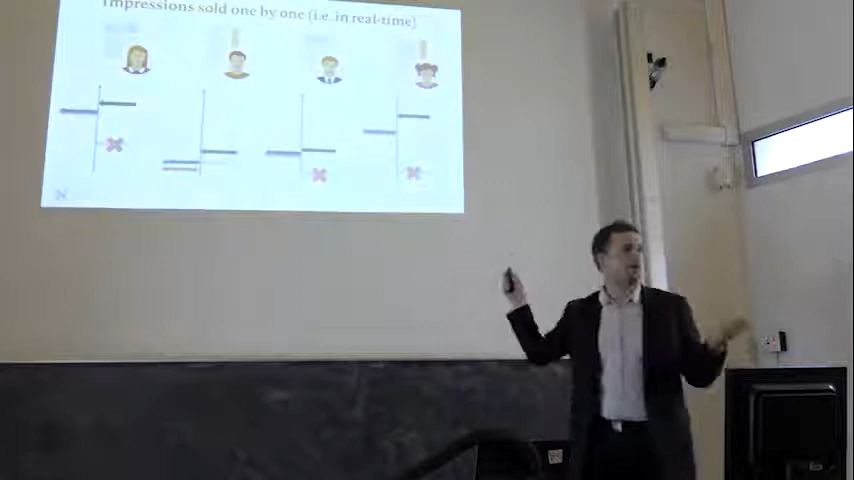 Impressions sold one by one (i.e. in real-time)